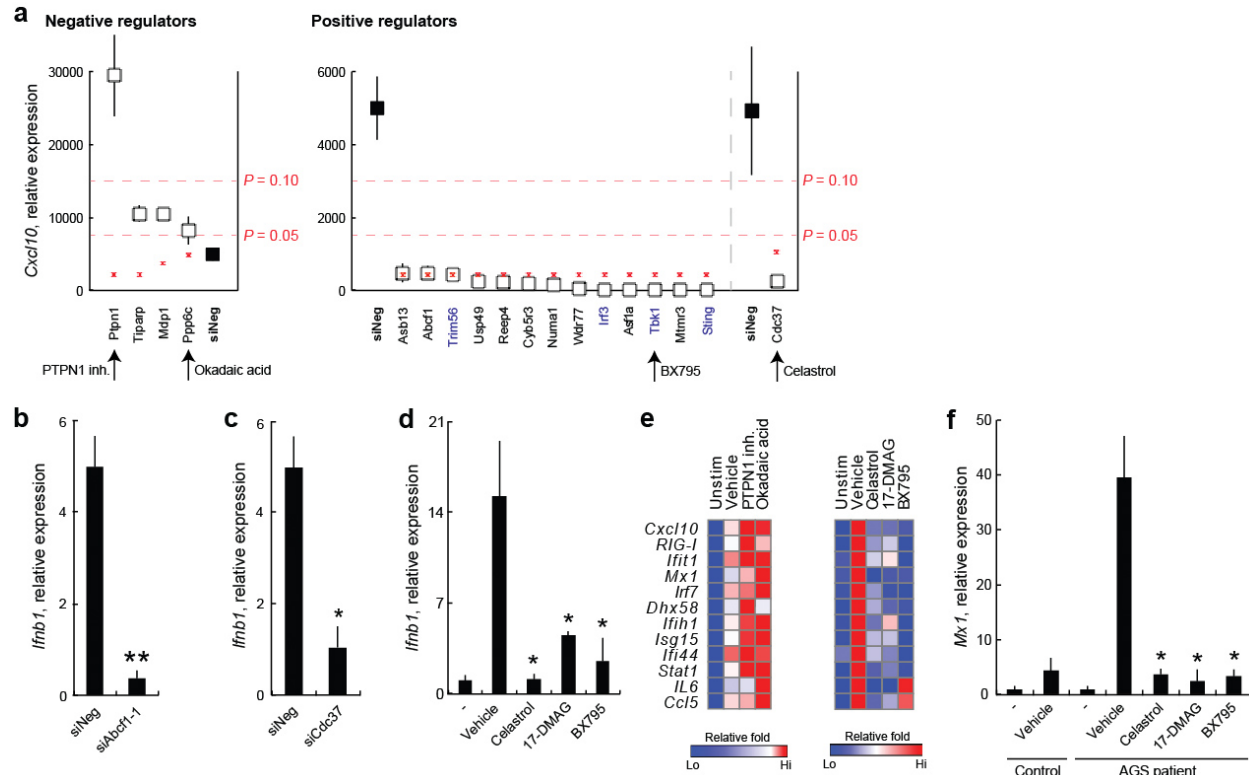 a
Negative regulators
Positive regulators
Cxcl10, relative expression
30000
20000
10000
0
P = 0.10
P = 0.05
Ptpn1
Tiparp
Mdp1
Ppp6c
siNeg
PTPN1 inh.
Okadaic acid
6000
4000
2000
0
P = 0.10
P = 0.05
siNeg
Asb13
Abcf1
Trim56
Usp49
Reep4
Cyb5r3
Numa1
Wdr77
Irf3
Asf1a
Tbk1
Mtmr3
Sting
siNeg
Cdc37
BX795
Celastrol
b
Ifnb1, relative expression
6
4
2
0
**
siNeg
siAbcf1-1
c
Ifnb1, relative expression
6
4
2
0
*
siNeg
siCdc37
d
Ifnb1, relative expression
21
14
7
0
*
*
*
-
Vehicle
Celastrol
17-DMAG
BX795
e
Unstim
Vehicle
PTPN1 inh.
Okadaic acid
Unstim
Vehicle
Celastrol
17-DMAG
BX795
Cxcl10
RIG-I
Ifit1
Mx1
Irf7
Dhx58
Ifih1
Isg15
Ifi44
Stat1
IL6
Ccl5
Relative fold
Lo Hi
Relative fold
Lo Hi
f
Mx1, relative expression
50
40
30
20
10
0
*
*
*
-
Vehicle
-
Vehicle
Celastrol
17-DMAG
BX795
Control
AGS patient